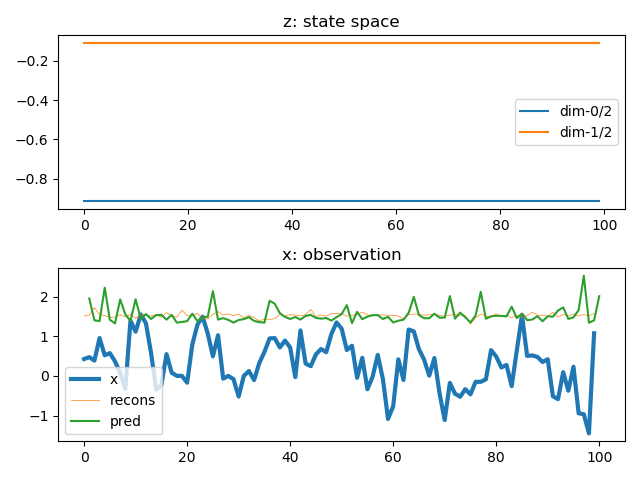 z: state space
−0.2
−0.4
−0.6
−0.8
dim-0/2
dim-1/2
0 20 40 60 80 100
x: observation
2
1
0
−1
x
recons
pred
0 20 40 60 80 100